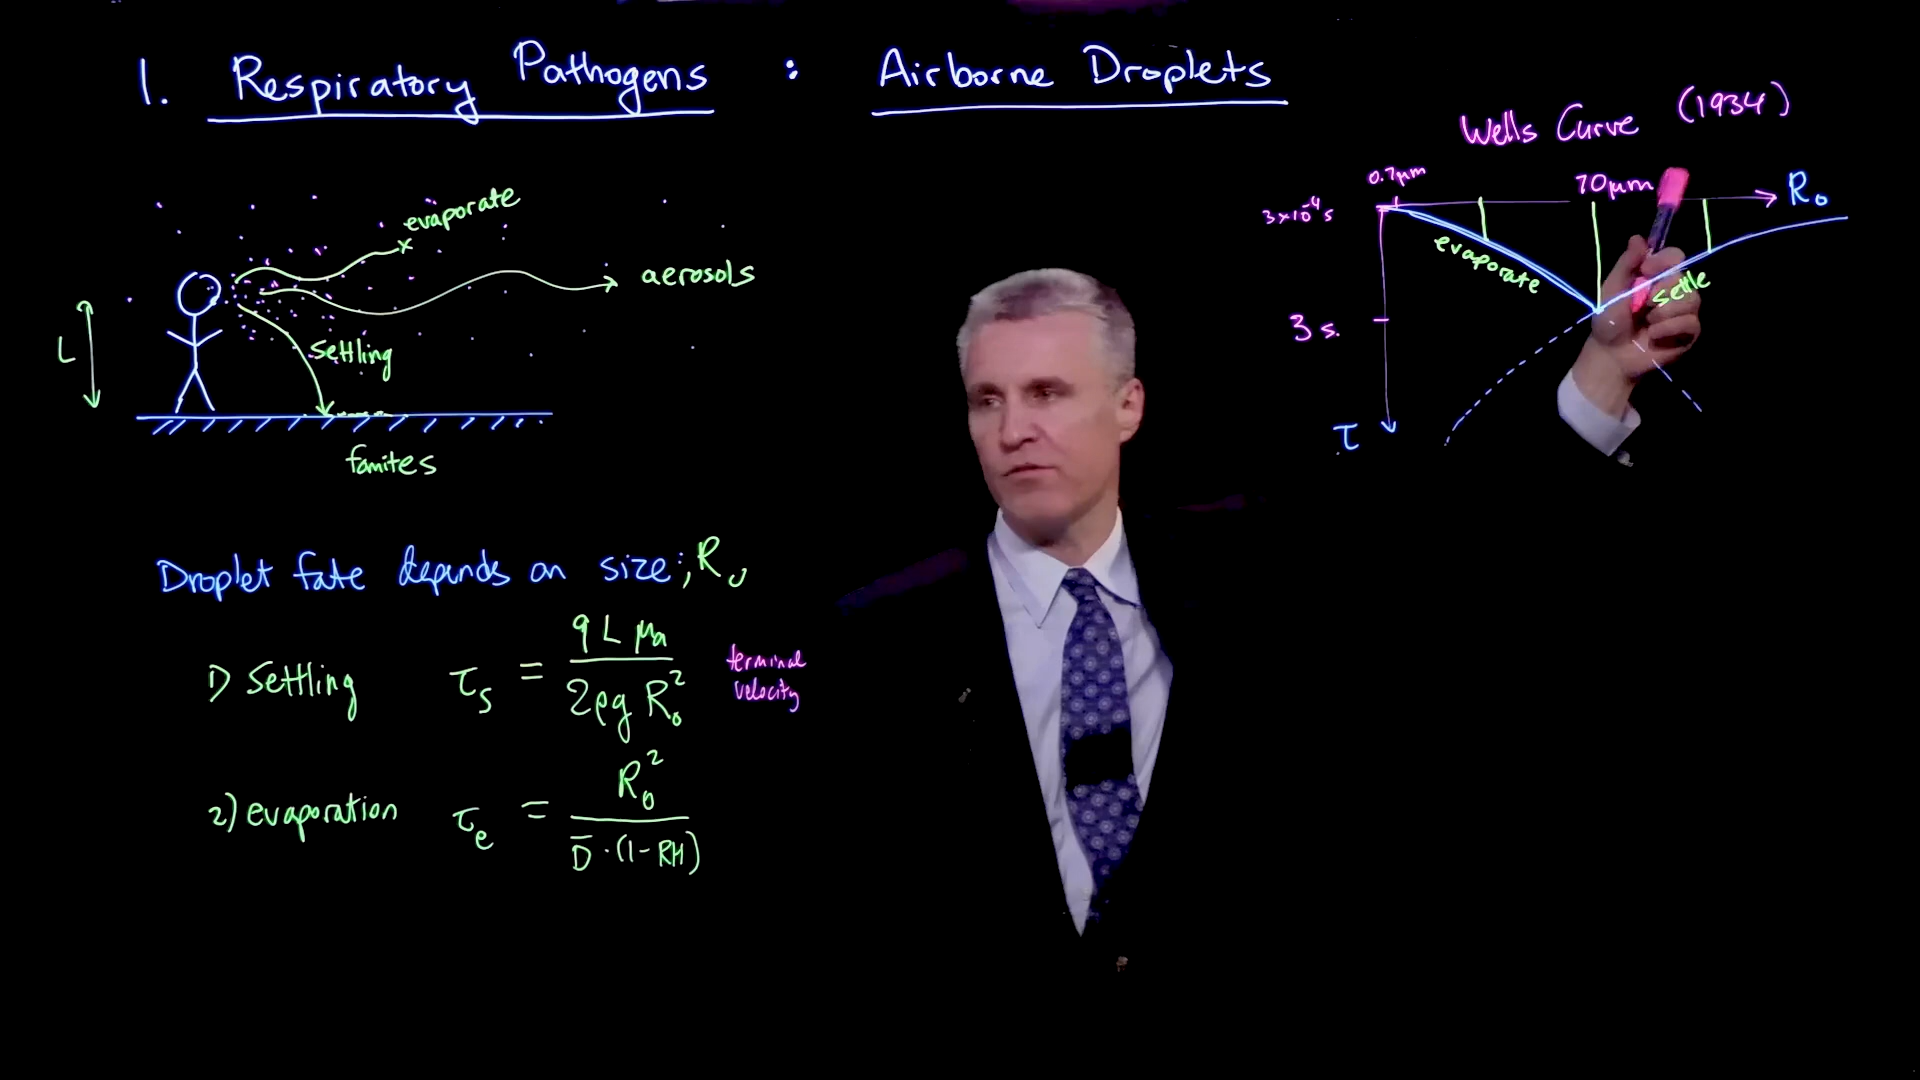 1. Respiratory Pathogens : Airborne Droplets
Wells Curve (1934)
0.7μm
70μm
R₀
3×10⁻⁴ s
evaporate
settle
3 s.
τ
evaporate
aerosols
L
settling
fomites
Droplet fate depends on size:, R₀
1) Settling τₛ = 9 L μₐ / 2ρg R₀²
terminal
velocity
2) evaporation τₑ = R₀² / D̅ · (1 - RH)